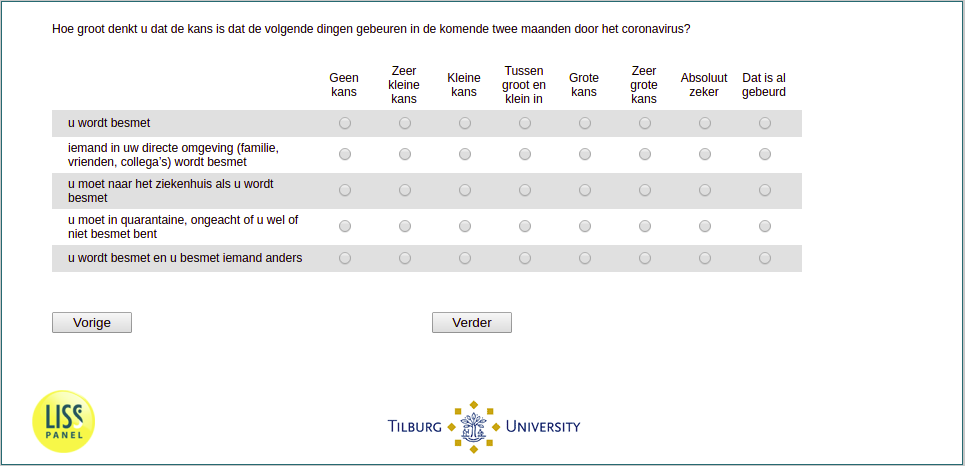 Hoe groot denkt u dat de kans is dat de volgende dingen gebeuren in de komende twee maanden door het coronavirus?
Geen kans
Zeer kleine kans
Kleine kans
Tussen groot en klein in
Grote kans
Zeer grote kans
Absoluut zeker
Dat is al gebeurd
u wordt besmet
iemand in uw directe omgeving (familie,
vrienden, collega's) wordt besmet
u moet naar het ziekenhuis als u wordt
besmet
u moet in quarantaine, ongeacht of u wel of
niet besmet bent
u wordt besmet en u besmet iemand anders
Vorige
Verder
LISS
PANEL
TILBURG UNIVERSITY